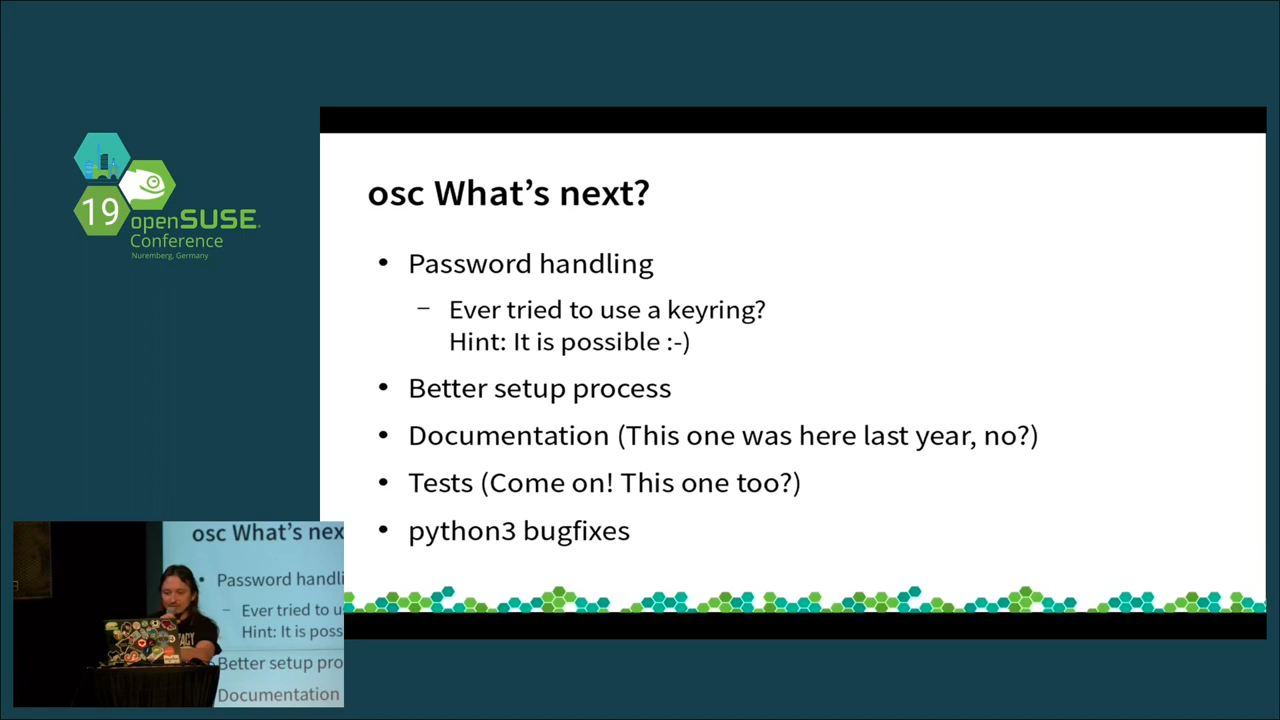 19
openSUSE
Conference
Nuremberg, Germany
osc What's next?
• Password handling
– Ever tried to use a keyring?
Hint: It is possible :-)
• Better setup process
• Documentation (This one was here last year, no?)
• Tests (Come on! This one too?)
• python3 bugfixes
osc What's nex
• Password handli
– Ever tried to u
Hint: It is poss
Better setup pro
Documentation